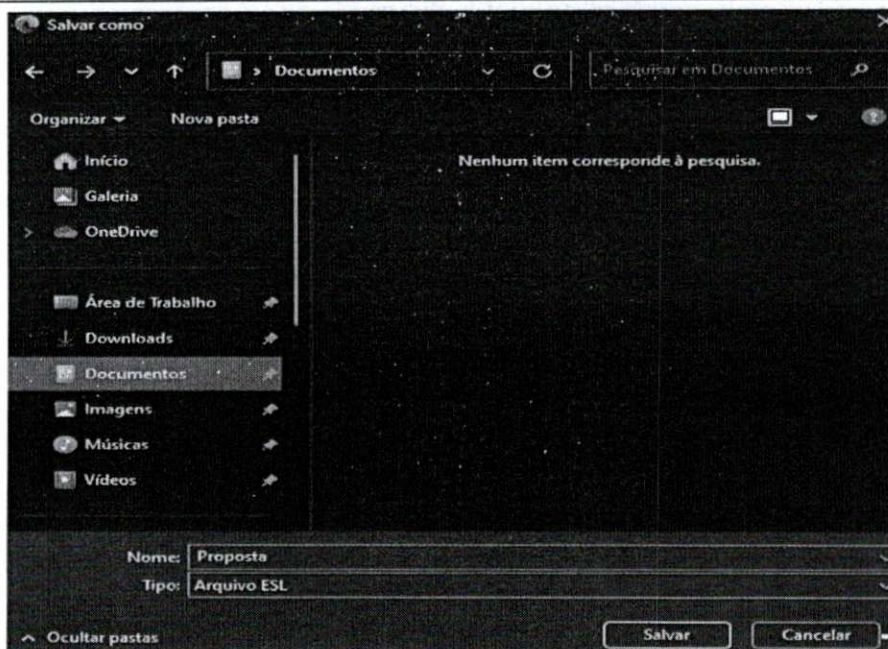 Salvar como
Documentos
Pesquisar em Documentos
Organizar
Nova pasta
Início
Nenhum item corresponde à pesquisa.
Galeria
OneDrive
Área de Trabalho
Downloads
Documentos
Imagens
Músicas
Vídeos
Nome: Proposta
Tipo: Arquivo ESL
Ocultar pastas
Salvar
Cancelar